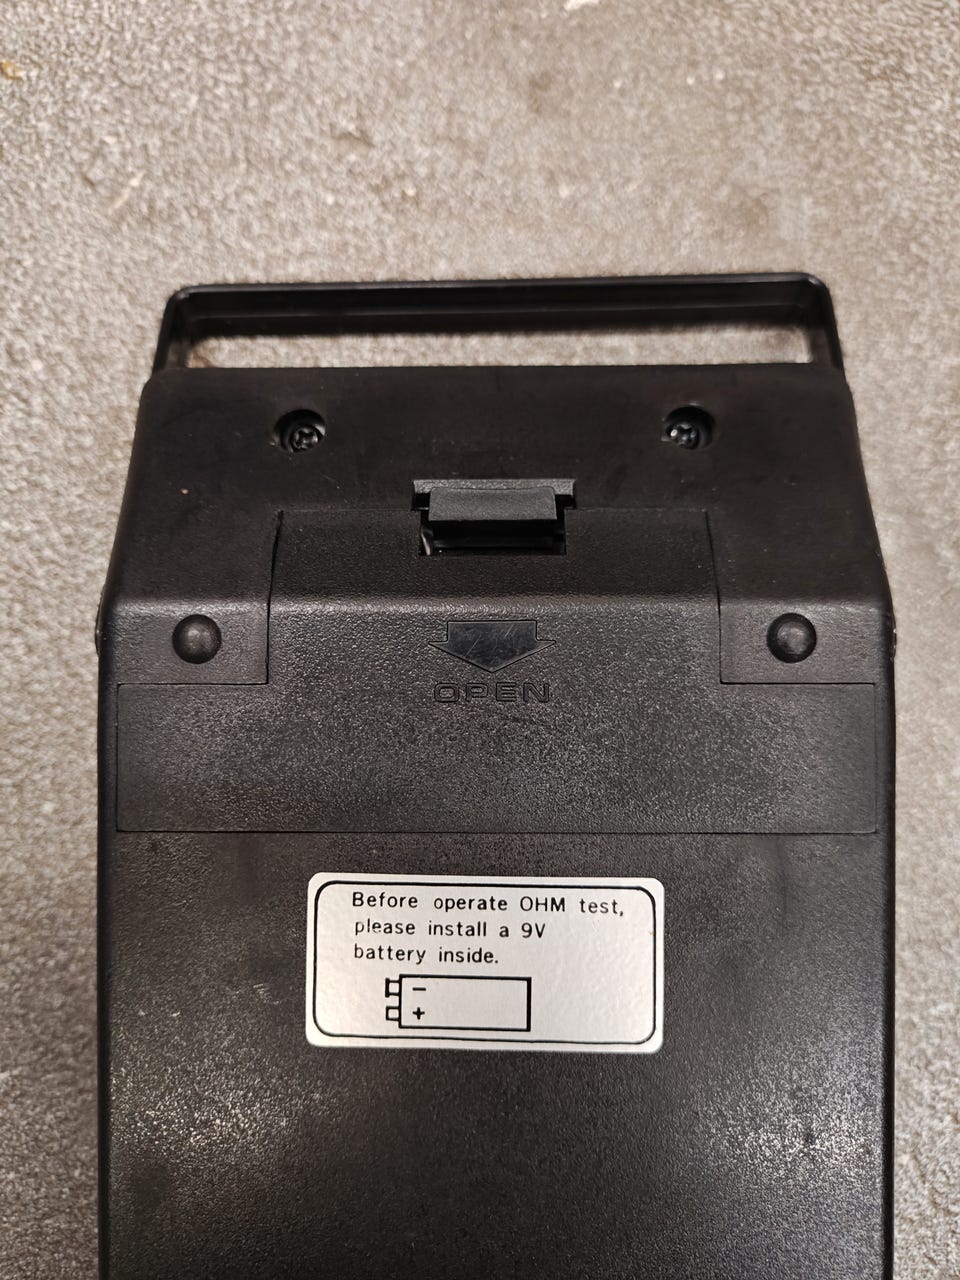 OPEN
Before operate OHM test,
please install a 9V
battery inside.
-
+